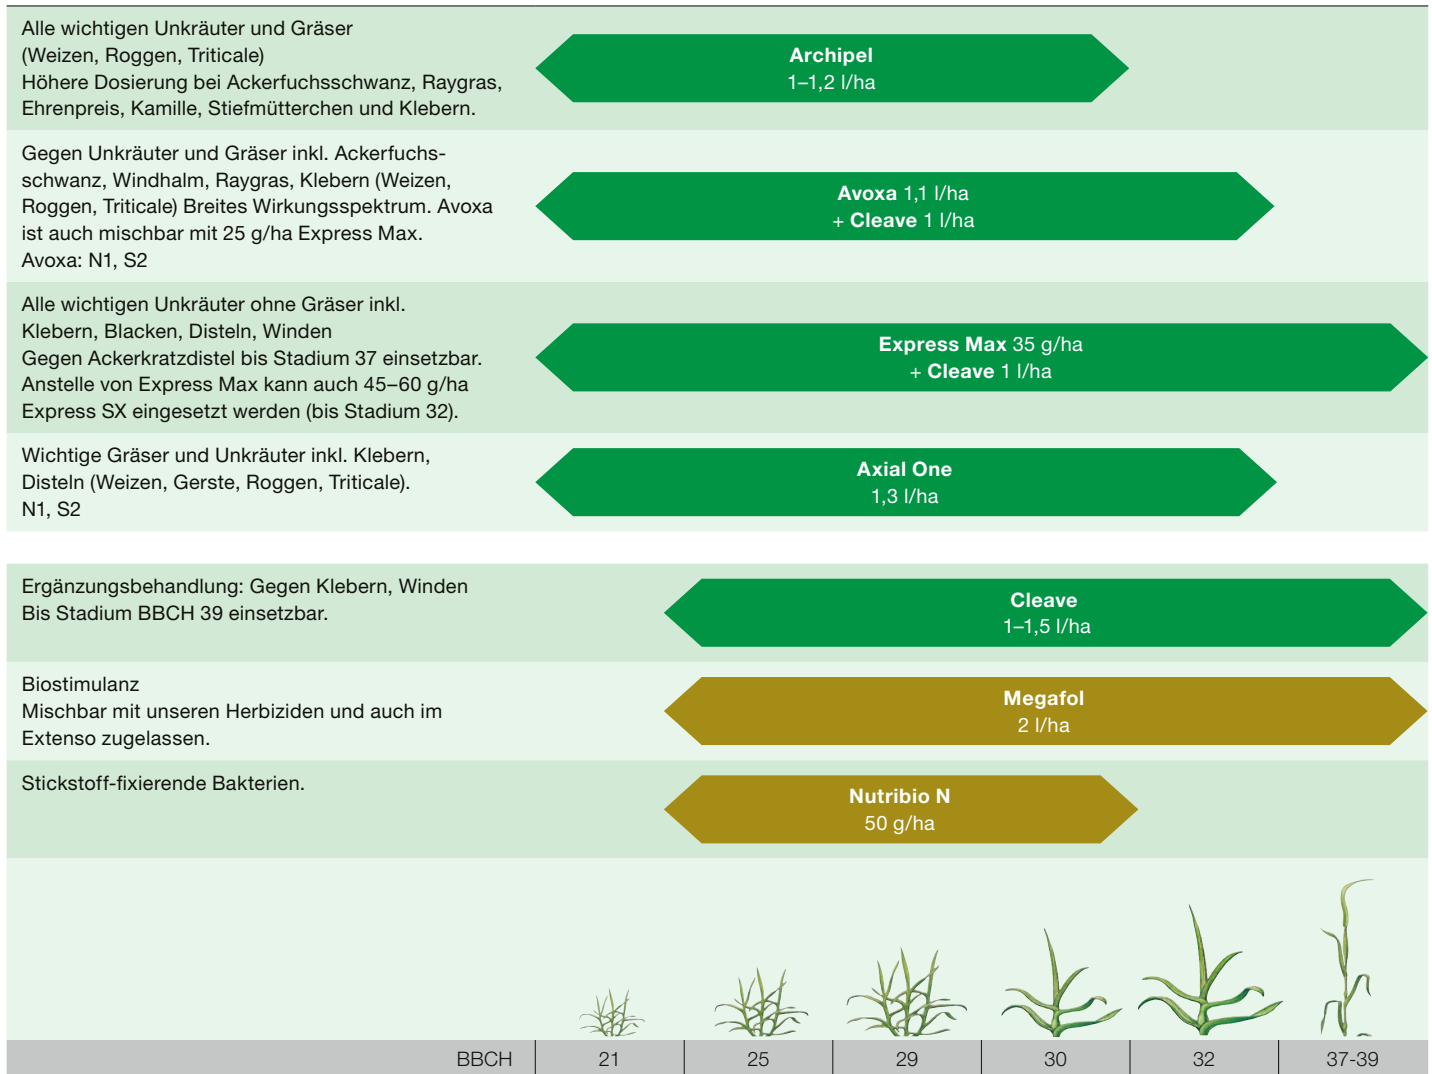 Alle wichtigen Unkräuter und Gräser
(Weizen, Roggen, Triticale)
Höhere Dosierung bei Ackerfuchsschwanz, Raygras,
Ehrenpreis, Kamille, Stiefmütterchen und Klebern.
Archipel
1–1,2 l/ha
Gegen Unkräuter und Gräser inkl. Ackerfuchs-
schwanz, Windhalm, Raygras, Klebern (Weizen,
Roggen, Triticale) Breites Wirkungsspektrum. Avoxa
ist auch mischbar mit 25 g/ha Express Max.
Avoxa: N1, S2
Avoxa 1,1 l/ha
+ Cleave 1 l/ha
Alle wichtigen Unkräuter ohne Gräser inkl.
Klebern, Blacken, Disteln, Winden
Gegen Ackerkratzdistel bis Stadium 37 einsetzbar.
Anstelle von Express Max kann auch 45–60 g/ha
Express SX eingesetzt werden (bis Stadium 32).
Express Max 35 g/ha
+ Cleave 1 l/ha
Wichtige Gräser und Unkräuter inkl. Klebern,
Disteln (Weizen, Gerste, Roggen, Triticale).
N1, S2
Axial One
1,3 l/ha
Ergänzungsbehandlung: Gegen Klebern, Winden
Bis Stadium BBCH 39 einsetzbar.
Cleave
1–1,5 l/ha
Biostimulanz
Mischbar mit unseren Herbiziden und auch im
Extenso zugelassen.
Megafol
2 l/ha
Stickstoff-fixierende Bakterien.
Nutribio N
50 g/ha
BBCH 21 25 29 30 32 37-39